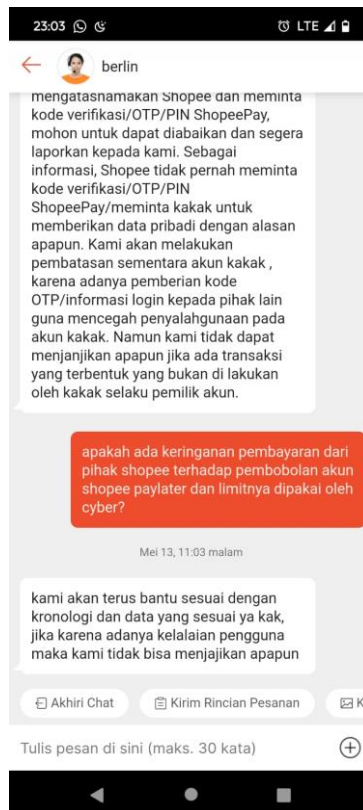 23:03
LTE
berlin
mengatasnamakan Shopee dan meminta
kode verifikasi/OTP/PIN ShopeePay,
mohon untuk dapat diabaikan dan segera
laporkan kepada kami. Sebagai
informasi, Shopee tidak pernah meminta
kode verifikasi/OTP/PIN
ShopeePay/meminta kakak untuk
memberikan data pribadi dengan alasan
apapun. Kami akan melakukan
pembatasan sementara akun kakak ,
karena adanya pemberian kode
OTP/informasi login kepada pihak lain
guna mencegah penyalahgunaan pada
akun kakak. Namun kami tidak dapat
menjanjikan apapun jika ada transaksi
yang terbentuk yang bukan di lakukan
oleh kakak selaku pemilik akun.
apakah ada keringanan pembayaran dari
pihak shopee terhadap pembobolan akun
shopee paylater dan limitnya dipakai oleh
cyber?
Mei 13, 11:03 malam
kami akan terus bantu sesuai dengan
kronologi dan data yang sesuai ya kak,
jika karena adanya kelalaian pengguna
maka kami tidak bisa menjajikan apapun
Akhiri Chat
Kirim Rincian Pesanan
K
Tulis pesan di sini (maks. 30 kata)